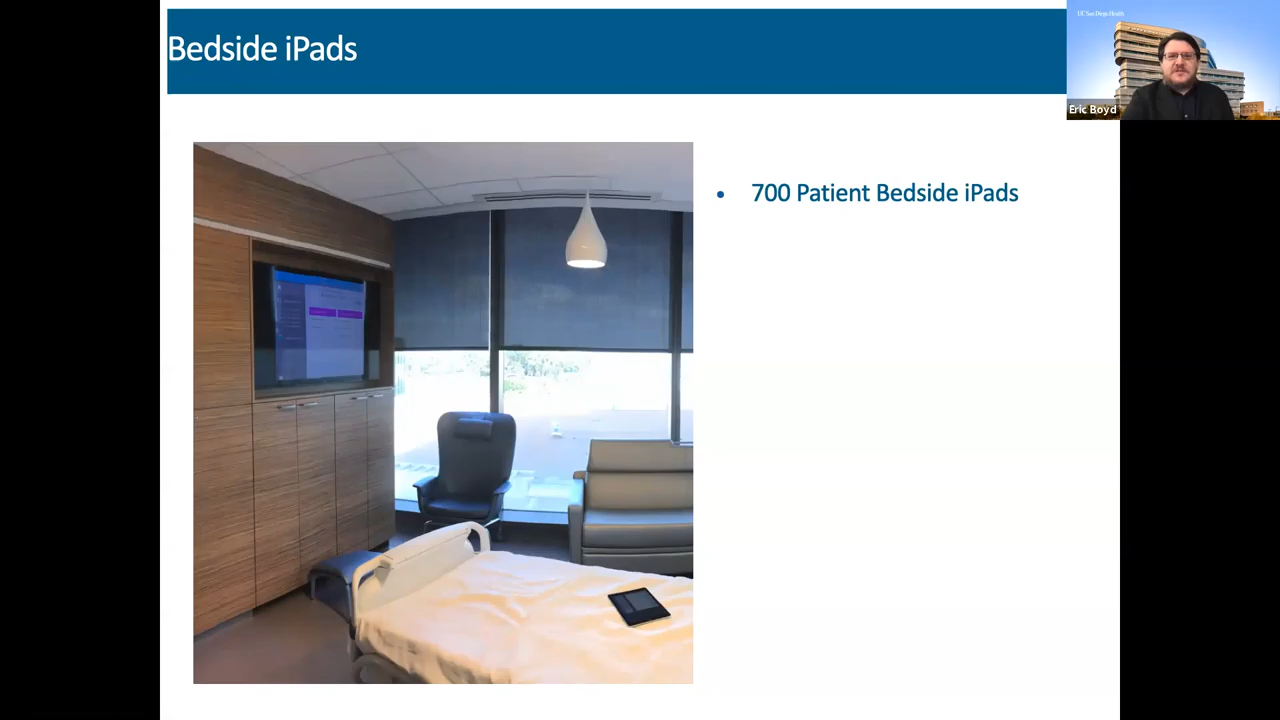 Bedside iPads
UC San Diego Health
Eric Boyd
• 700 Patient Bedside iPads